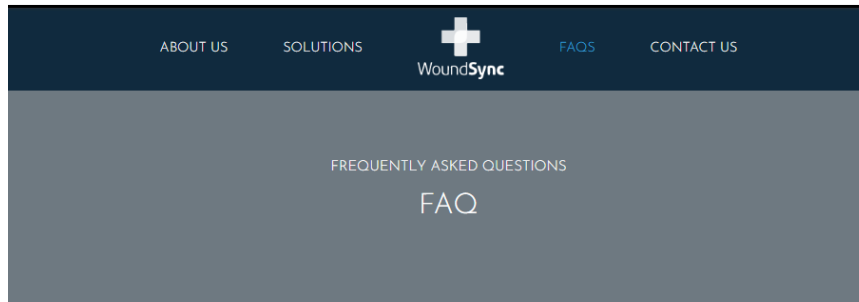 ABOUT US
SOLUTIONS
WoundSync
FAQS
CONTACT US
FREQUENTLY ASKED QUESTIONS
FAQ